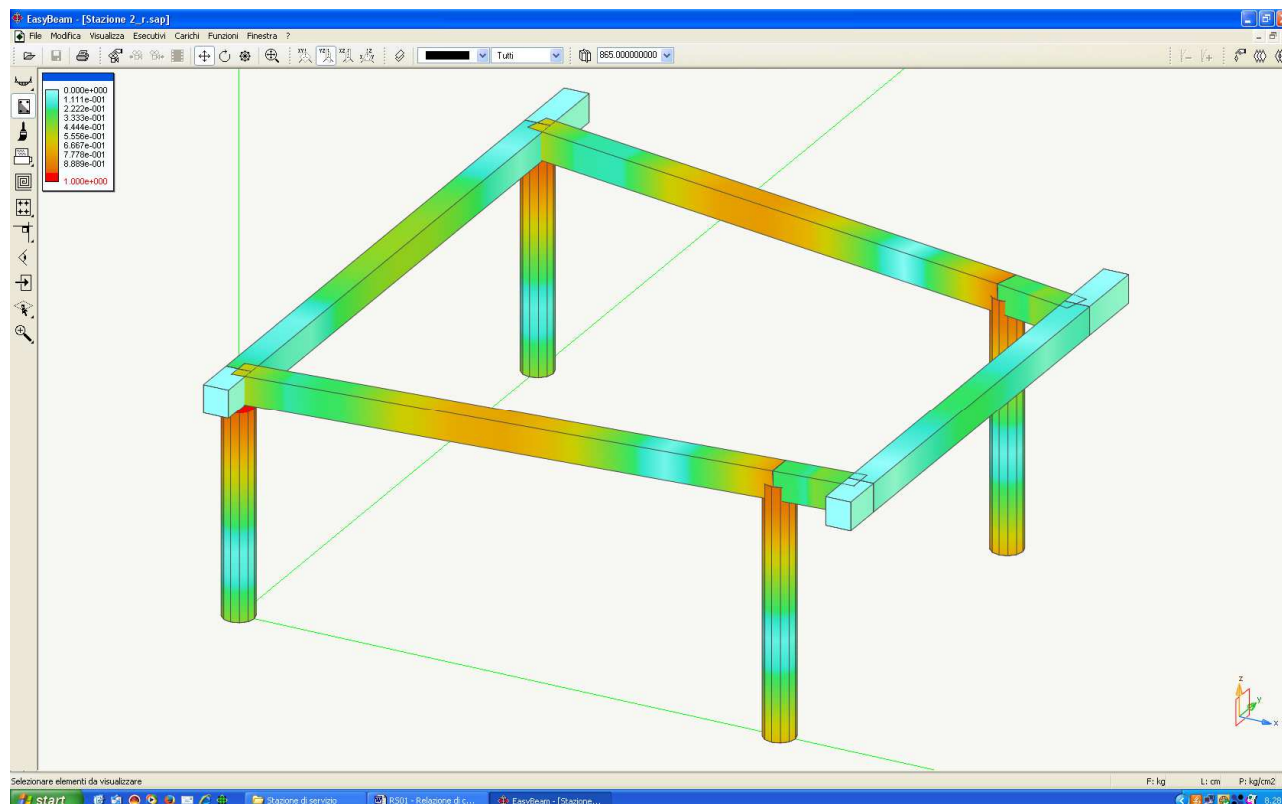 EasyBeam - [Stazione 2_r.sap]
File Modifica Visualizza Esecutivi Carichi Funzioni Finestra ?
Tutti 865.000000000
0.000e+000
1.111e-001
2.222e-001
3.333e-001
4.444e-001
5.556e-001
6.667e-001
7.778e-001
8.889e-001
1.000e+000
z
Y
x
Selezionare elementi da visualizzare F: kg L: cm P: kg/cm2
start Stazione di servizio RS01 - Relazione di c... EasyBeam - [Stazione... 8.28